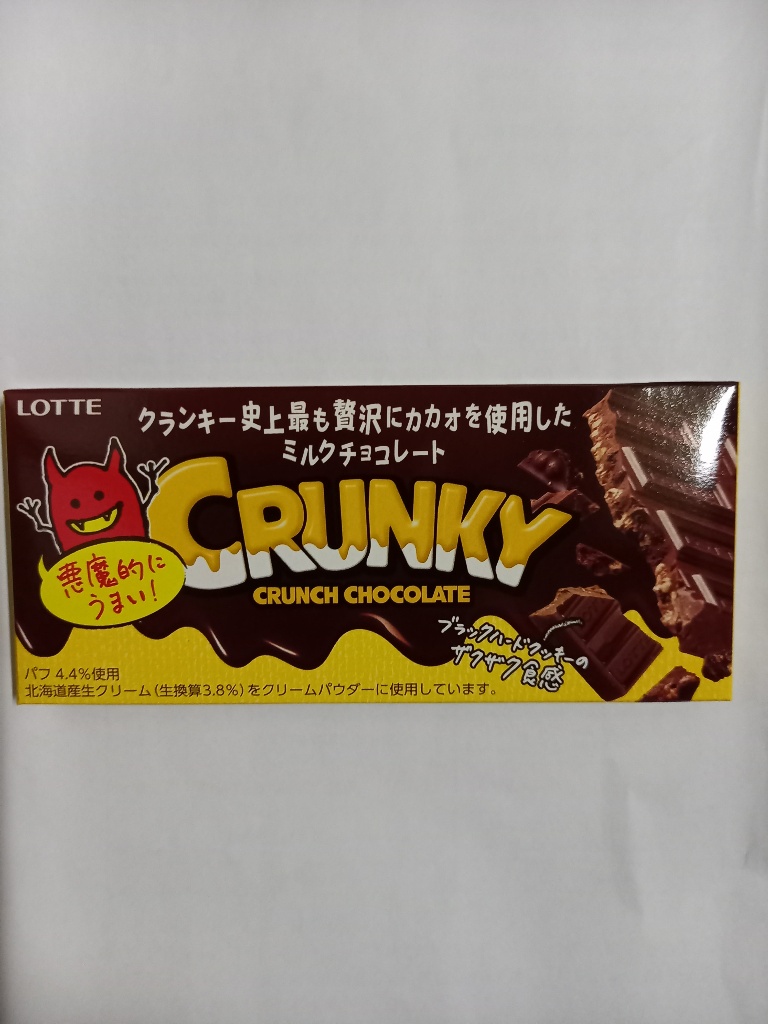 LOTTE
クランキー史上最も贅沢にカカオを使用した
ミルクチョコレート
CRUNKY
CRUNCH CHOCOLATE
悪魔的に
うまい!
ブラックハードクッキーの
ザクザク食感
パフ 4.4%使用
北海道産生クリーム(生換算3.8%)をクリームパウダーに使用しています。